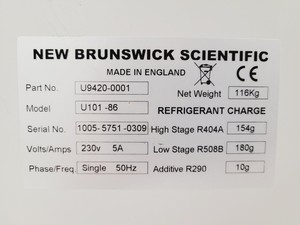 NEW BRUNSWICK SCIENTIFIC
MADE IN ENGLAND
Part No. U9420-0001
Net Weight 116Kg
Model U101 -86
REFRIGERANT CHARGE
Serial No. 1005- 5751 -0309 High Stage R404A 154g
Volts/Amps 230v 5A Low Stage R508B 180g
Phase/Freq. Single 50Hz Additive R290 10g